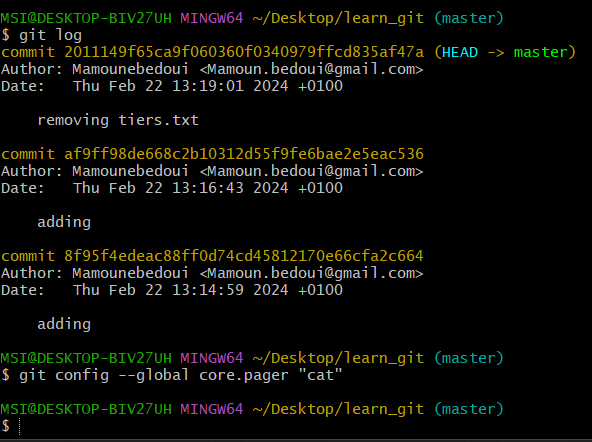 MSI@DESKTOP-BIV27UH MINGW64 ~/Desktop/learn_git (master)
$ git log
commit 2011149f65ca9f060360f0340979ffcd835af47a (HEAD -> master)
Author: Mamounebedoui <Mamoun.bedoui@gmail.com>
Date:   Thu Feb 22 13:19:01 2024 +0100
    removing tiers.txt
commit af9ff98de668c2b10312d55f9fe6bae2e5eac536
Author: Mamounebedoui <Mamoun.bedoui@gmail.com>
Date:   Thu Feb 22 13:16:43 2024 +0100
    adding
commit 8f95f4edeac88ff0d74cd45812170e66cfa2c664
Author: Mamounebedoui <Mamoun.bedoui@gmail.com>
Date:   Thu Feb 22 13:14:59 2024 +0100
    adding
MSI@DESKTOP-BIV27UH MINGW64 ~/Desktop/learn_git (master)
$ git config --global core.pager "cat"
MSI@DESKTOP-BIV27UH MINGW64 ~/Desktop/learn_git (master)
$